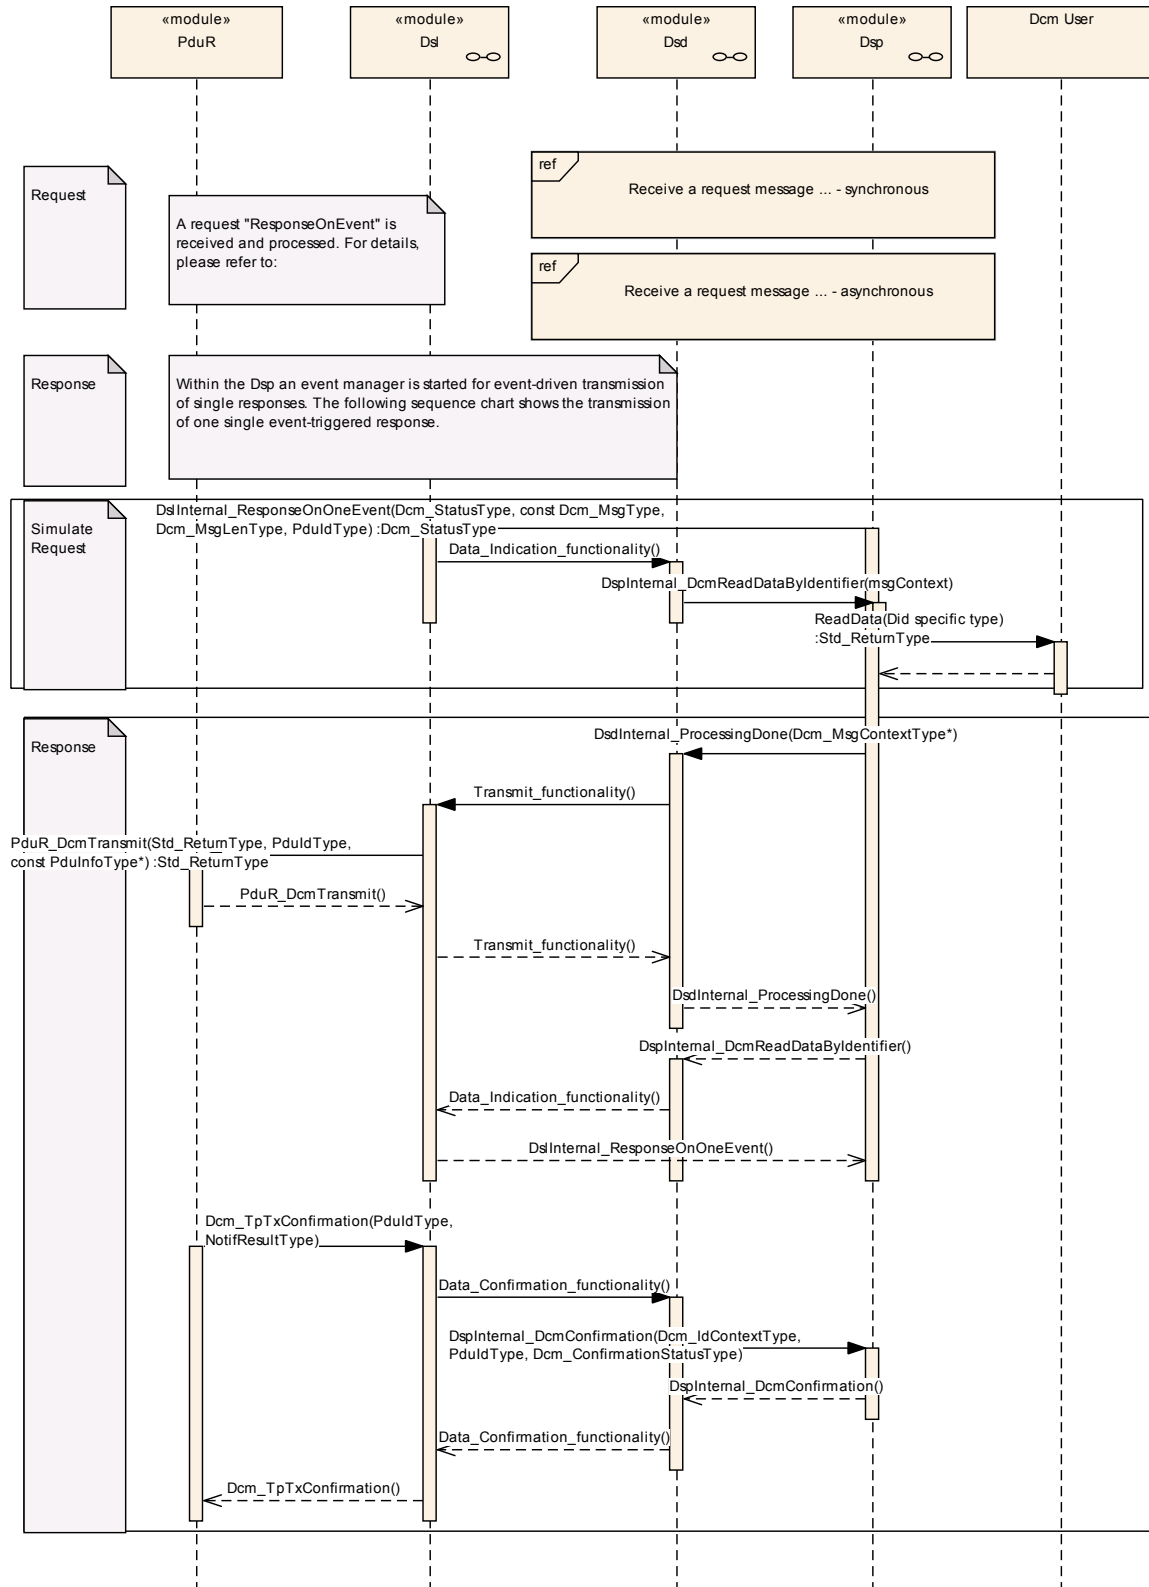 «module»
PduR
«module»
Dsl
«module»
Dsd
«module»
Dsp
Dcm User
Request
A request "ResponseOnEvent" is
received and processed. For details,
please refer to:
ref
Receive a request message ... - synchronous
ref
Receive a request message ... - asynchronous
Response
Within the Dsp an event manager is started for event-driven transmission
of single responses. The following sequence chart shows the transmission
of one single event-triggered response.
Simulate
Request
DslInternal_ResponseOnOneEvent(Dcm_StatusType, const Dcm_MsgType,
Dcm_MsgLenType, PduIdType) :Dcm_StatusType
Data_Indication_functionality()
DspInternal_DcmReadDataByIdentifier(msgContext)
ReadData(Did specific type)
:Std_ReturnType
Response
DsdInternal_ProcessingDone(Dcm_MsgContextType*)
Transmit_functionality()
PduR_DcmTransmit(Std_ReturnType, PduIdType,
const PduInfoType*) :Std_ReturnType
PduR_DcmTransmit()
Transmit_functionality()
DsdInternal_ProcessingDone()
DspInternal_DcmReadDataByIdentifier()
Data_Indication_functionality()
DslInternal_ResponseOnOneEvent()
Dcm_TpTxConfirmation(PduIdType,
NotifResultType)
Data_Confirmation_functionality()
DspInternal_DcmConfirmation(Dcm_IdContextType,
PduIdType, Dcm_ConfirmationStatusType)
DspInternal_DcmConfirmation()
Data_Confirmation_functionality()
Dcm_TpTxConfirmation()